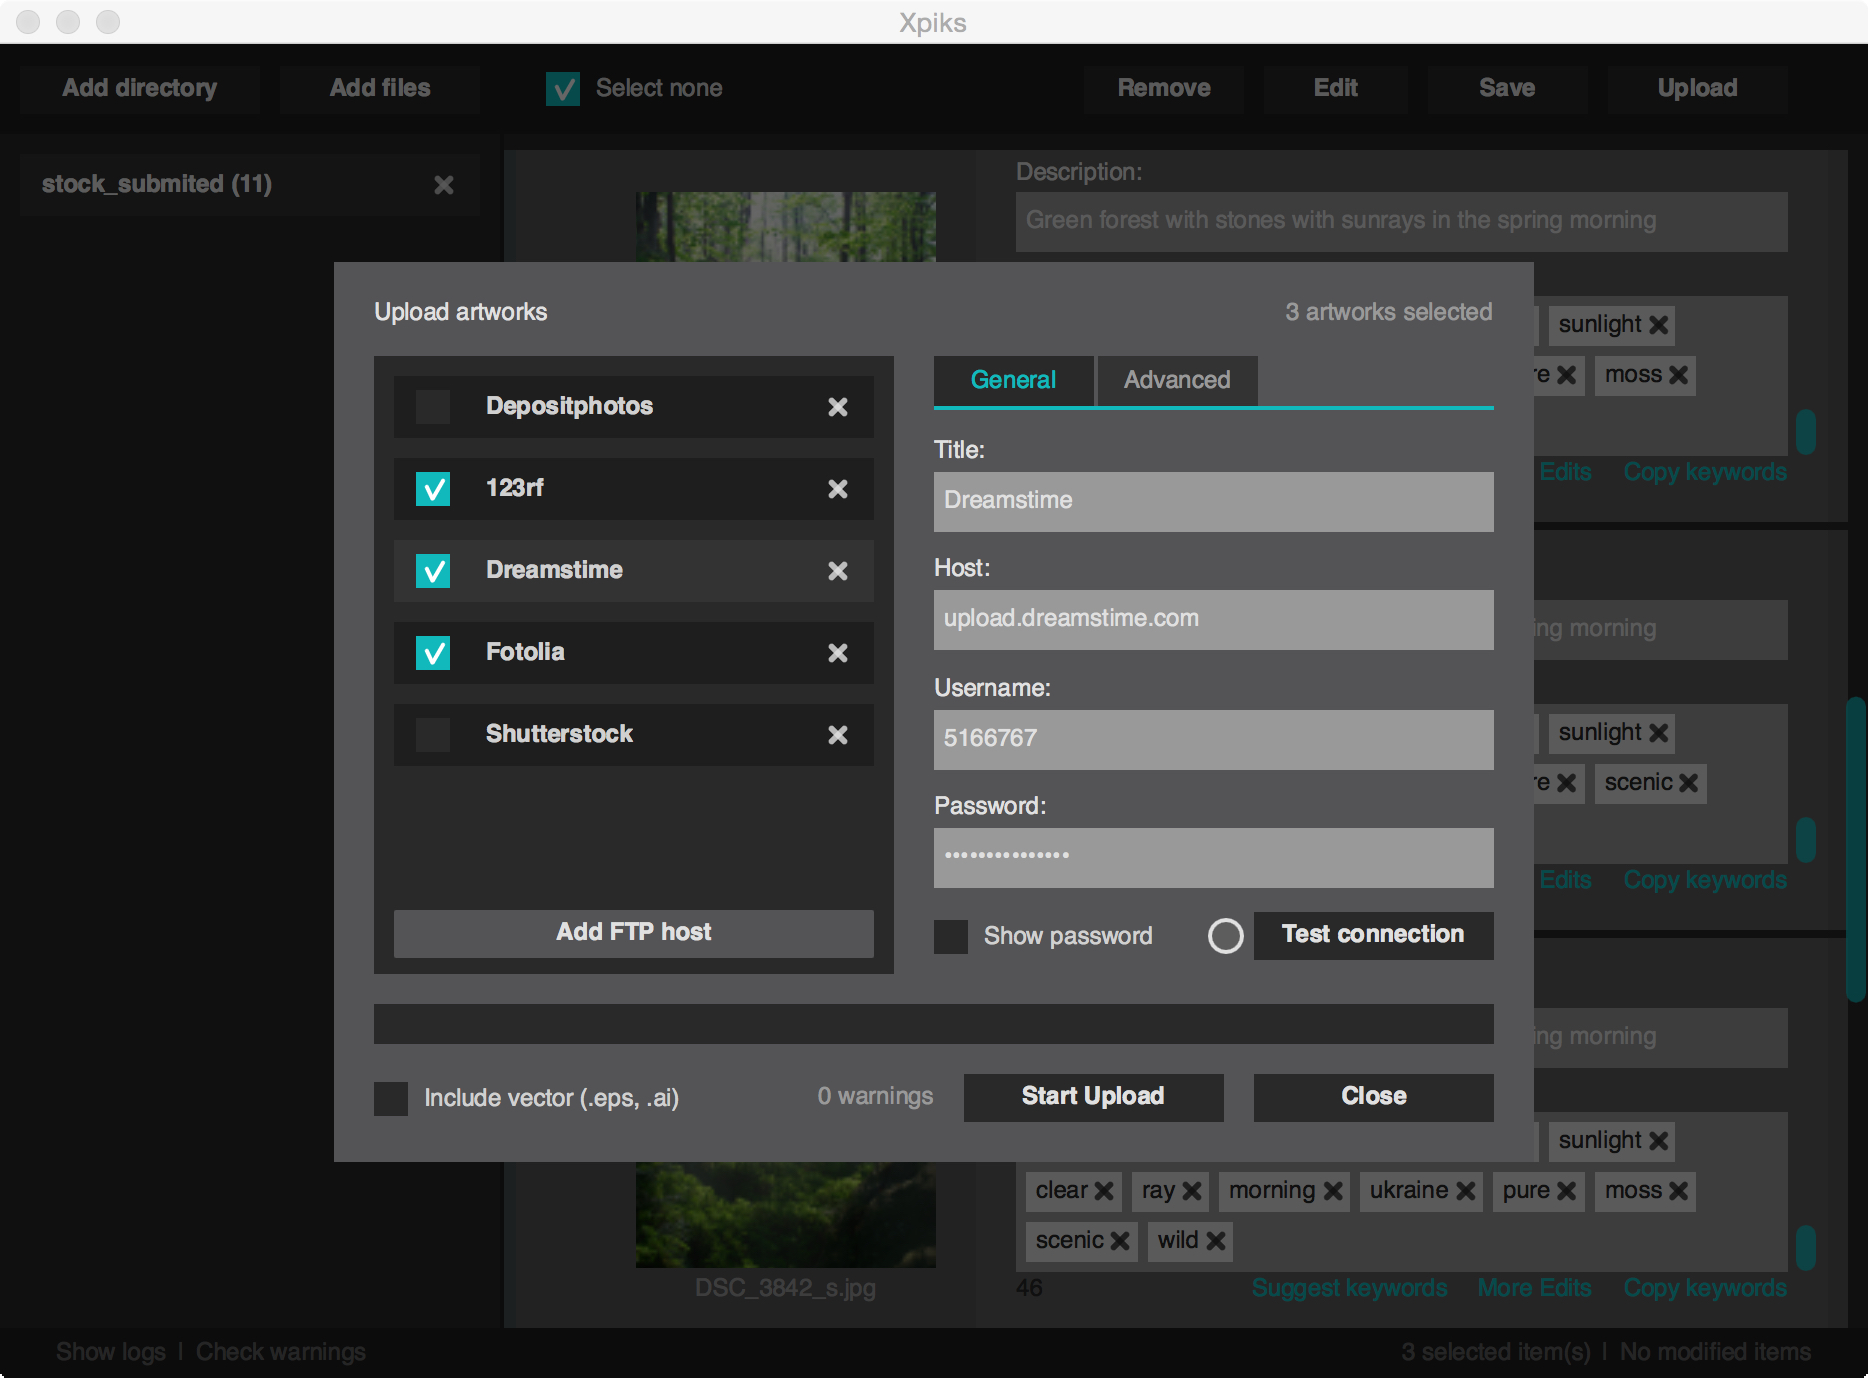 Xpiks
Add directory
Add files
Select none
Remove
Edit
Save
Upload
stock_submited (11)
Description:
Green forest with stones with sunrays in the spring morning
sunlight
re
moss
Edits
Copy keywords
Upload artworks
3 artworks selected
Depositphotos
123rf
Dreamstime
Fotolia
Shutterstock
Add FTP host
General
Advanced
Title:
Dreamstime
Host:
upload.dreamstime.com
Username:
5166767
Password:
•••••••••••••••
Show password
Test connection
Include vector (.eps, .ai)
0 warnings
Start Upload
Close
ing morning
sunlight
re
scenic
Edits
Copy keywords
ing morning
sunlight
clear
ray
morning
ukraine
pure
moss
scenic
wild
DSC_3842_s.jpg
46
Suggest keywords
More Edits
Copy keywords
Show logs | Check warnings
3 selected item(s) | No modified items